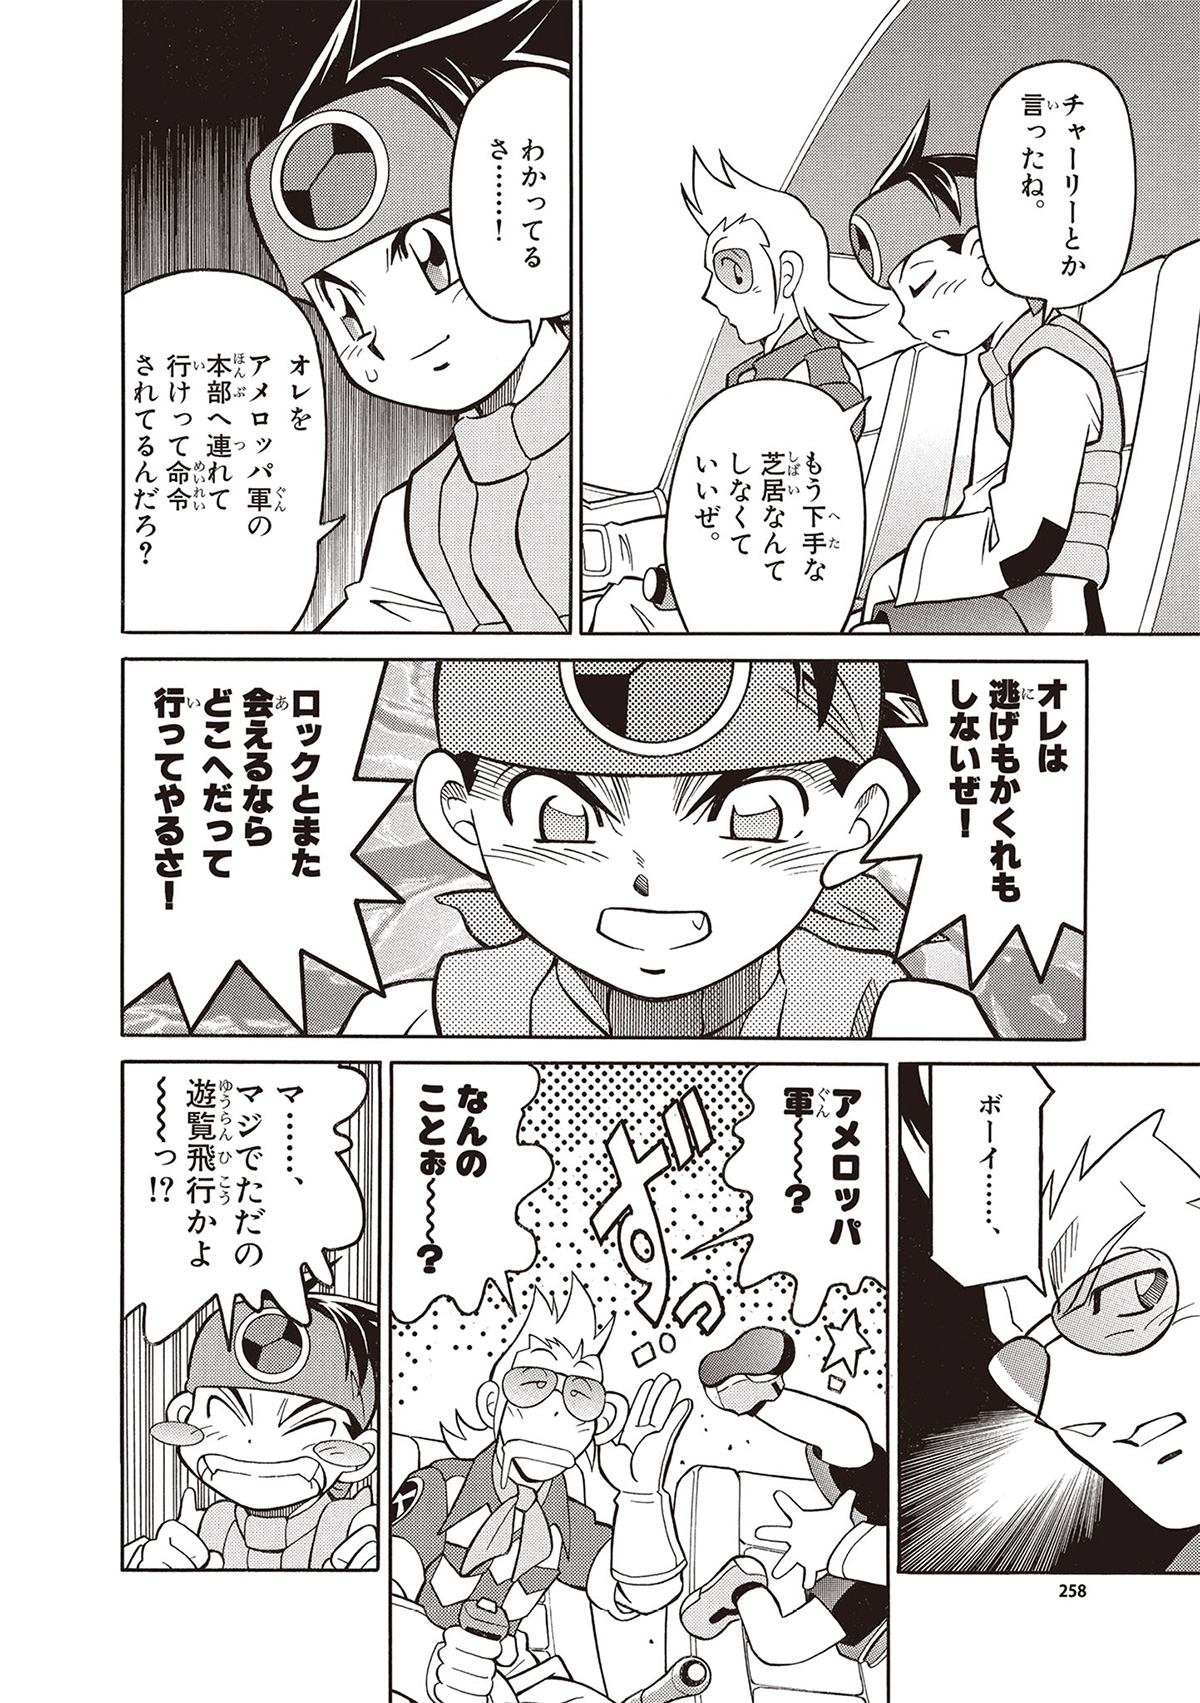 チャーリーとか
言ったね。
もう下手な
芝居なんて
しなくて
いいぜ。
わかってる
さ………！
オレを
アメロッパ軍の
本部へ連れて
行けって命令
されてるんだろ？
オレは
逃げもかくれも
しないぜ！
ロックとまた
会えるなら
どこへだって
行ってやるさ！
ボーイ……、
アメロッパ
軍〜〜？
ずっ
なんの
ことぉ〜〜？
マ……、
マジでただの
遊覧飛行かよ
〜〜っ!?
258